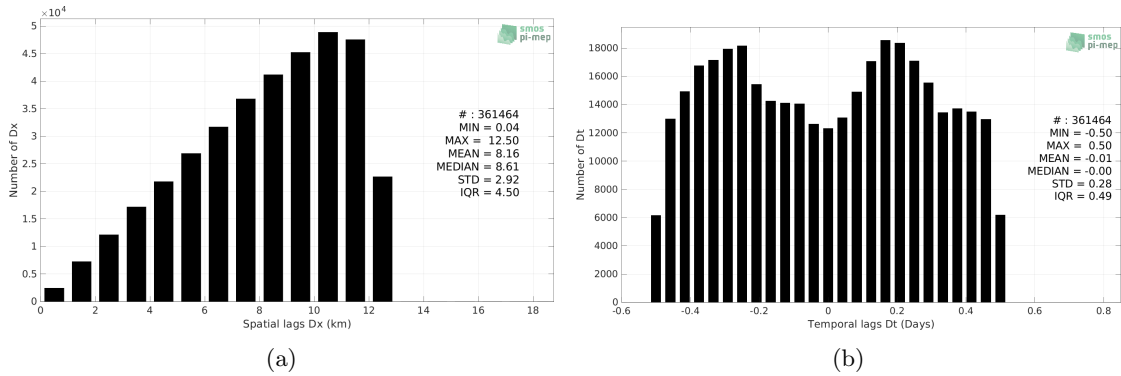 ×10⁴
5
4.5
4
3.5
3
2.5
2
1.5
1
0.5
0
Number of Dx
smos
pi-mep
# : 361464
MIN = 0.04
MAX = 12.50
MEAN = 8.16
MEDIAN = 8.61
STD = 2.92
IQR = 4.50
0 2 4 6 8 10 12 14 16 18
Spatial lags Dx (km)
(a)
18000
16000
14000
12000
10000
8000
6000
4000
2000
0
Number of Dt
smos
pi-mep
# : 361464
MIN = -0.50
MAX = 0.50
MEAN = -0.01
MEDIAN = -0.00
STD = 0.28
IQR = 0.49
-0.6 -0.4 -0.2 0 0.2 0.4 0.6 0.8
Temporal lags Dt (Days)
(b)